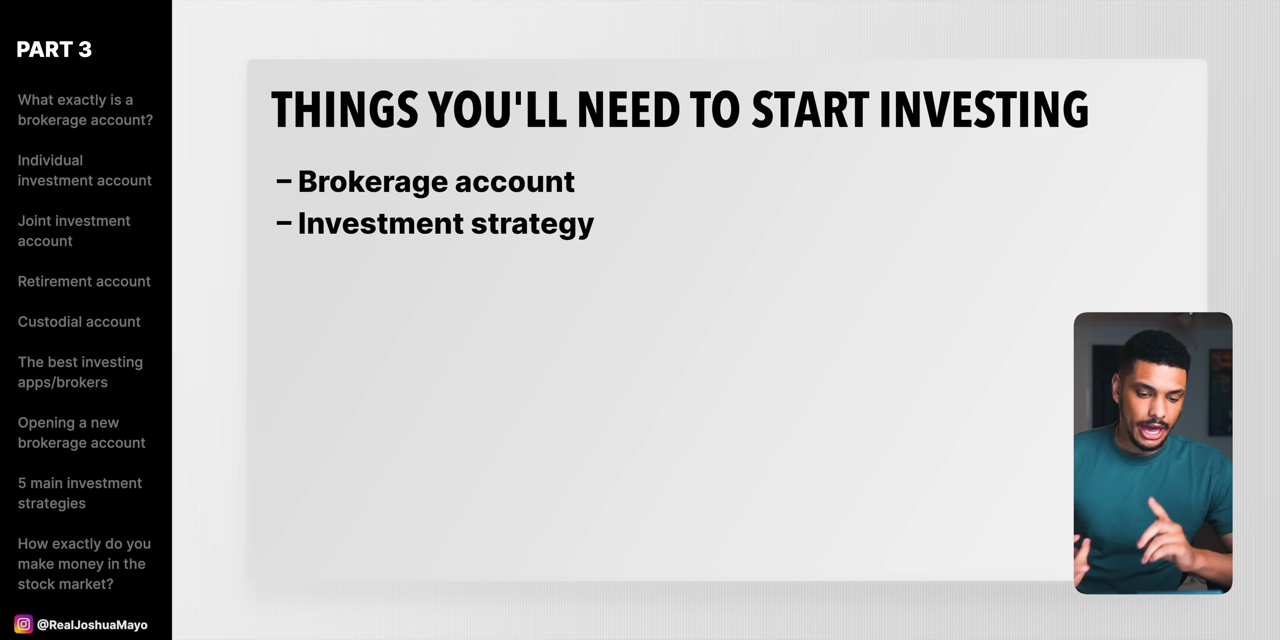 PART 3
What exactly is a
brokerage account?
Individual
investment account
Joint investment
account
Retirement account
Custodial account
The best investing
apps/brokers
Opening a new
brokerage account
5 main investment
strategies
How exactly do you
make money in the
stock market?
@RealJoshuaMayo
THINGS YOU'LL NEED TO START INVESTING
– Brokerage account
– Investment strategy